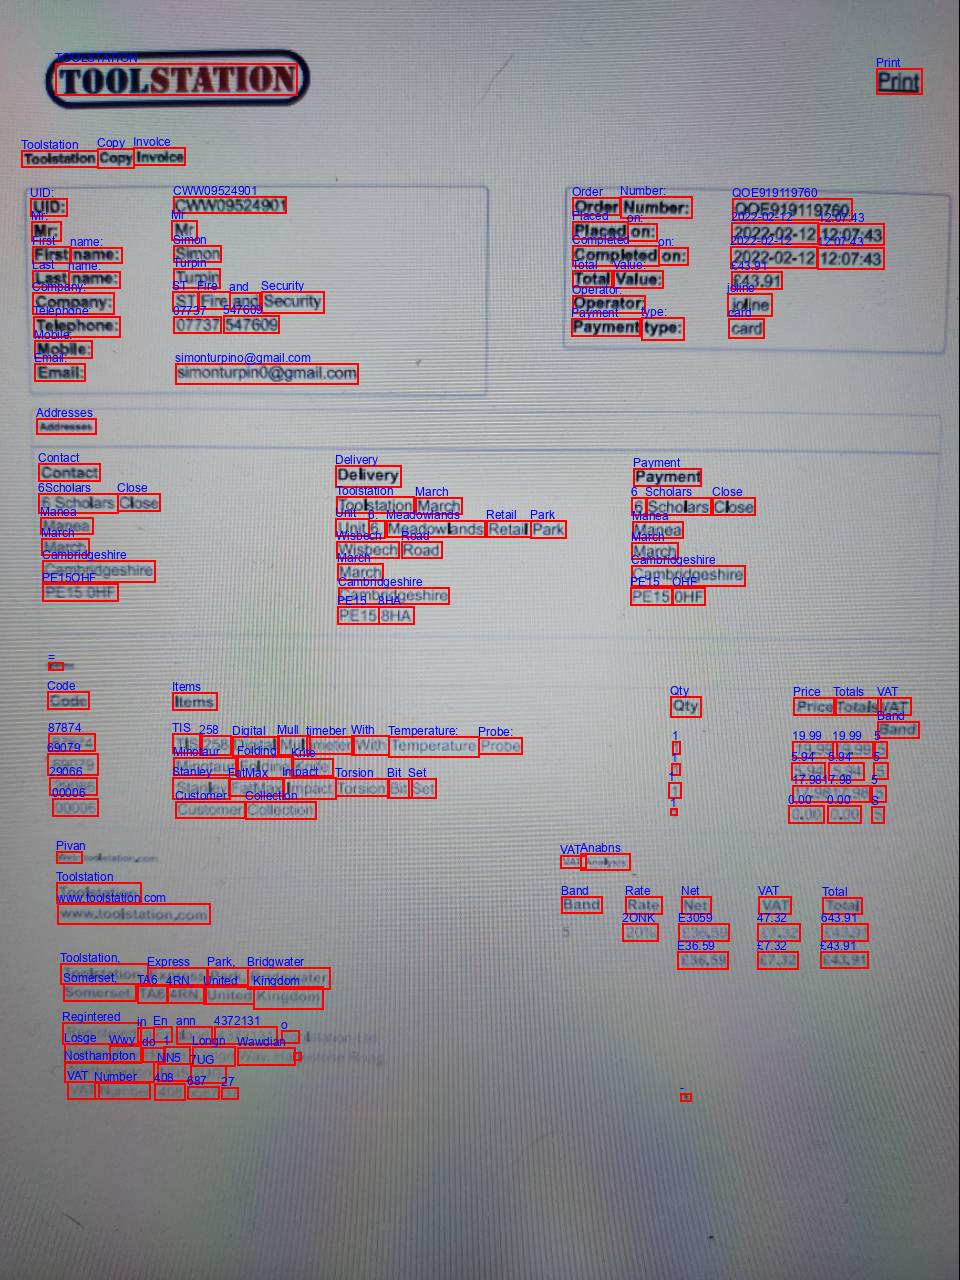 TOOLSTATION
Print
Toolstation Copy Invoice
UID: CWW09524901
Mr: Mr
First name: Simon
Last name: Turpin
Company: ST Fire and Security
Telephone: 07737 547609
Mobile:
Email: simonturpin0@gmail.com
Order Number: QOE919119760
Placed on: 2022-02-12 12:07:43
Completed on: 2022-02-12 12:07:43
Total Value: £43.91
Operator: joline
Payment type: card
Addresses
Contact
6 Scholars Close
Manea
March
Cambridgeshire
PE15 0HF
Delivery
Toolstation March
Unit 6, Meadowlands Retail Park
Wisbech Road
March
Cambridgeshire
PE15 8HA
Payment
6 Scholars Close
Manea
March
Cambridgeshire
PE15 0HF
Code Items Qty Price Totals VAT Band
87874 TIS 258 Digital Multimeter With Temperature Probe 1 19.99 19.99 S
69079 Minotaur Folding Knife 1 5.94 5.94 S
29066 Stanley FatMax Impact Torsion Bit Set 1 17.98 17.98 S
00006 Customer Collection 1 0.00 0.00 S
toolstation.com
Toolstation
www.toolstation.com
VAT Analysis
Band Rate Net VAT Total
S 20% £36.59 £7.32 £43.91
£36.59 £7.32 £43.91
Toolstation, Express Park, Bridgwater
Somerset, TA6 4RN, United Kingdom
Registered in England 4372131
VAT Number 408